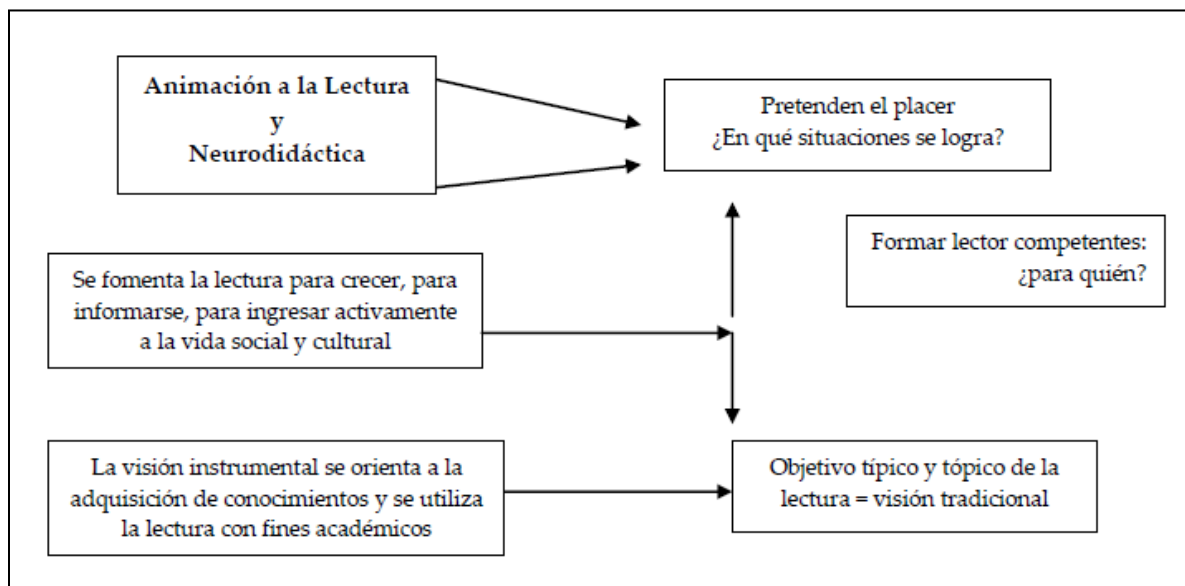 Animación a la Lectura
y
Neurodidáctica
Pretenden el placer
¿En qué situaciones se logra?
Formar lector competentes:
¿para quién?
Se fomenta la lectura para crecer, para
informarse, para ingresar activamente
a la vida social y cultural
La visión instrumental se orienta a la
adquisición de conocimientos y se utiliza
la lectura con fines académicos
Objetivo típico y tópico de la
lectura = visión tradicional